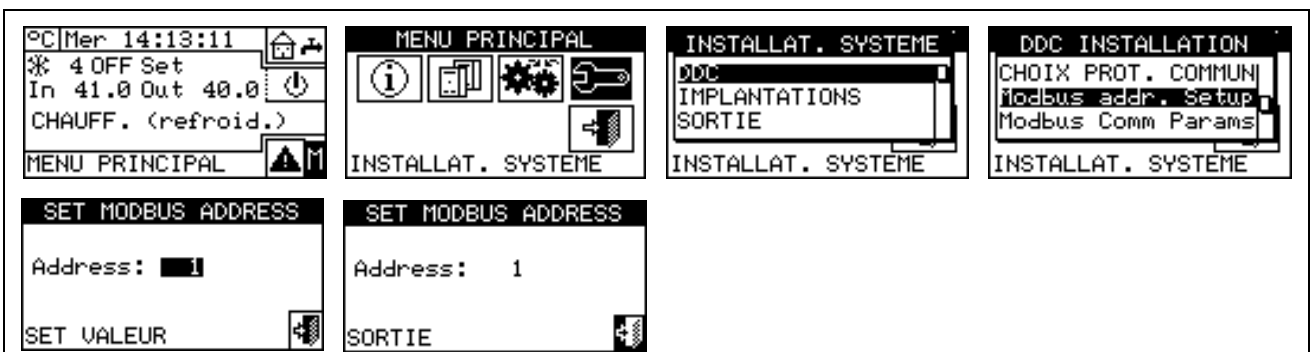 °C Mer 14:13:11
4 OFF Set
In 41.0 Out 40.0
CHAUFF. (refroid.)
MENU PRINCIPAL M
MENU PRINCIPAL
i
INSTALLAT. SYSTEME
INSTALLAT. SYSTEME
DDC
IMPLANTATIONS
SORTIE
INSTALLAT. SYSTEME
DDC INSTALLATION
CHOIX PROT. COMMUN
Modbus addr. Setup
Modbus Comm Params
INSTALLAT. SYSTEME
SET MODBUS ADDRESS
Address: 1
SET VALEUR
SET MODBUS ADDRESS
Address: 1
SORTIE